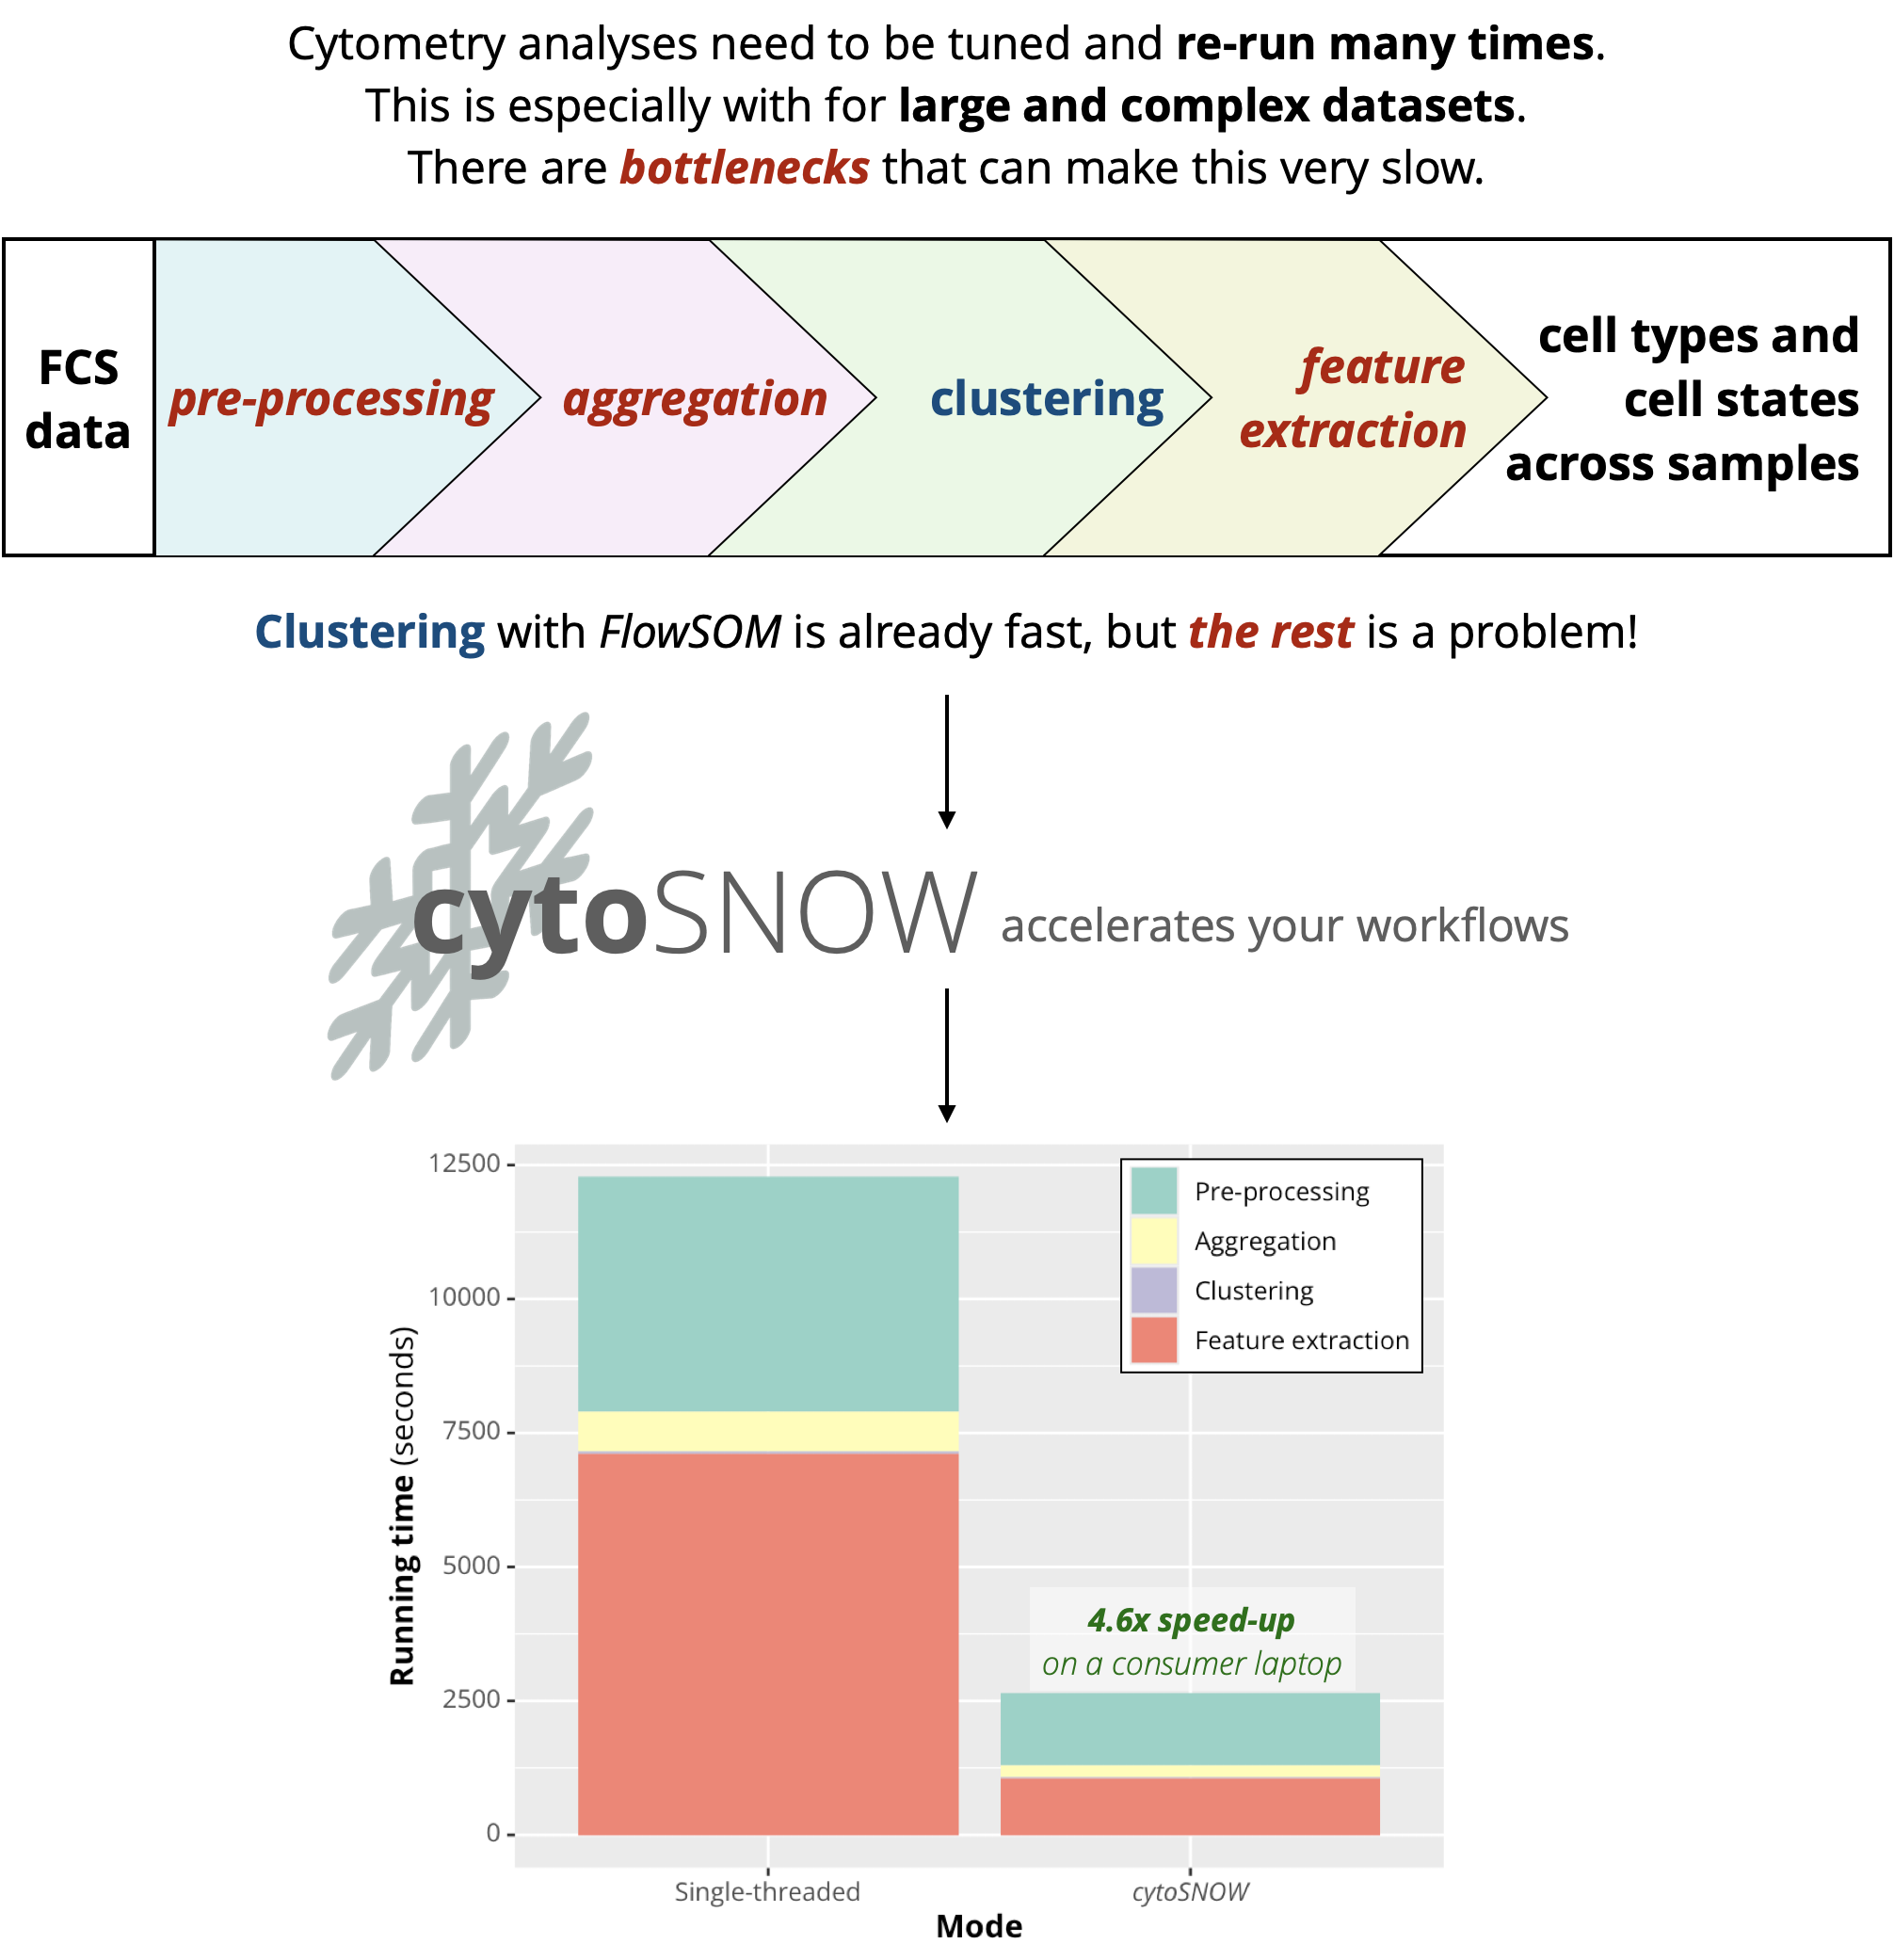 Cytometry analyses need to be tuned and re-run many times.
This is especially with for large and complex datasets.
There are bottlenecks that can make this very slow.
FCS
data
pre-processing
aggregation
clustering
feature
extraction
cell types and
cell states
across samples
Clustering with FlowSOM is already fast, but the rest is a problem!
cytoSNOW accelerates your workflows
12500
10000
7500
5000
2500
0
Running time (seconds)
Pre-processing
Aggregation
Clustering
Feature extraction
4.6x speed-up
on a consumer laptop
Single-threaded
cytoSNOW
Mode